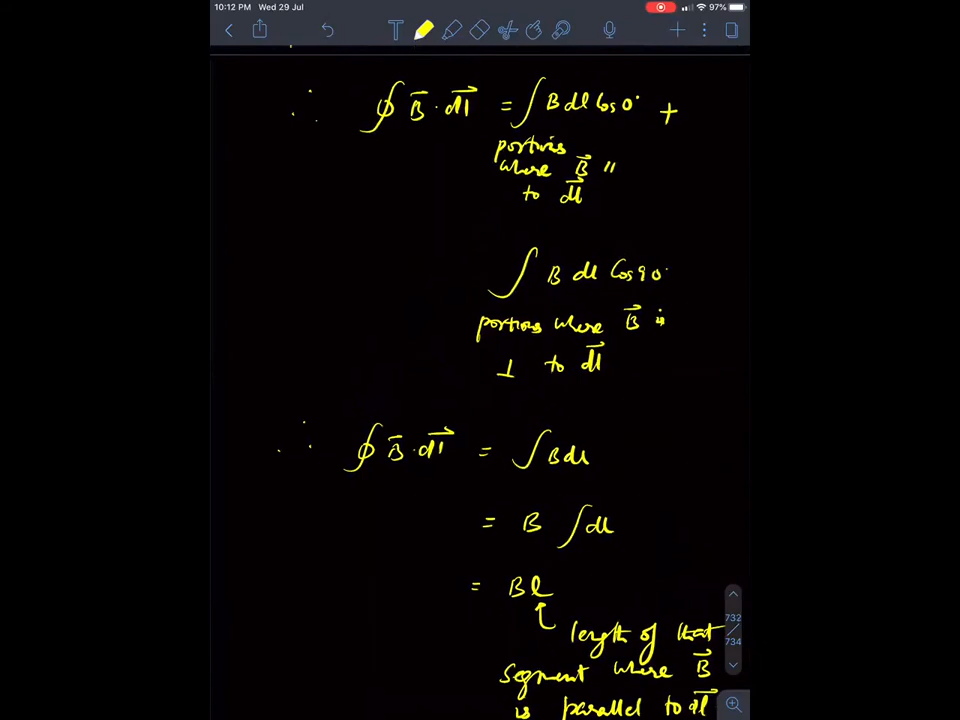 10:12 PM Wed 29 Jul 97%
∴ ∮ B⃗ · dl⃗ = ∫ B dl Cos 0° +
portions
where B⃗ ||
to dl⃗
∫ B dl Cos 90°
portions where B⃗ is
⊥ to dl⃗
∴ ∮ B⃗ · dl⃗ = ∫ B dl
= B ∫ dl
= B l
length of that
segment where B⃗
is parallel to dl⃗
732
734